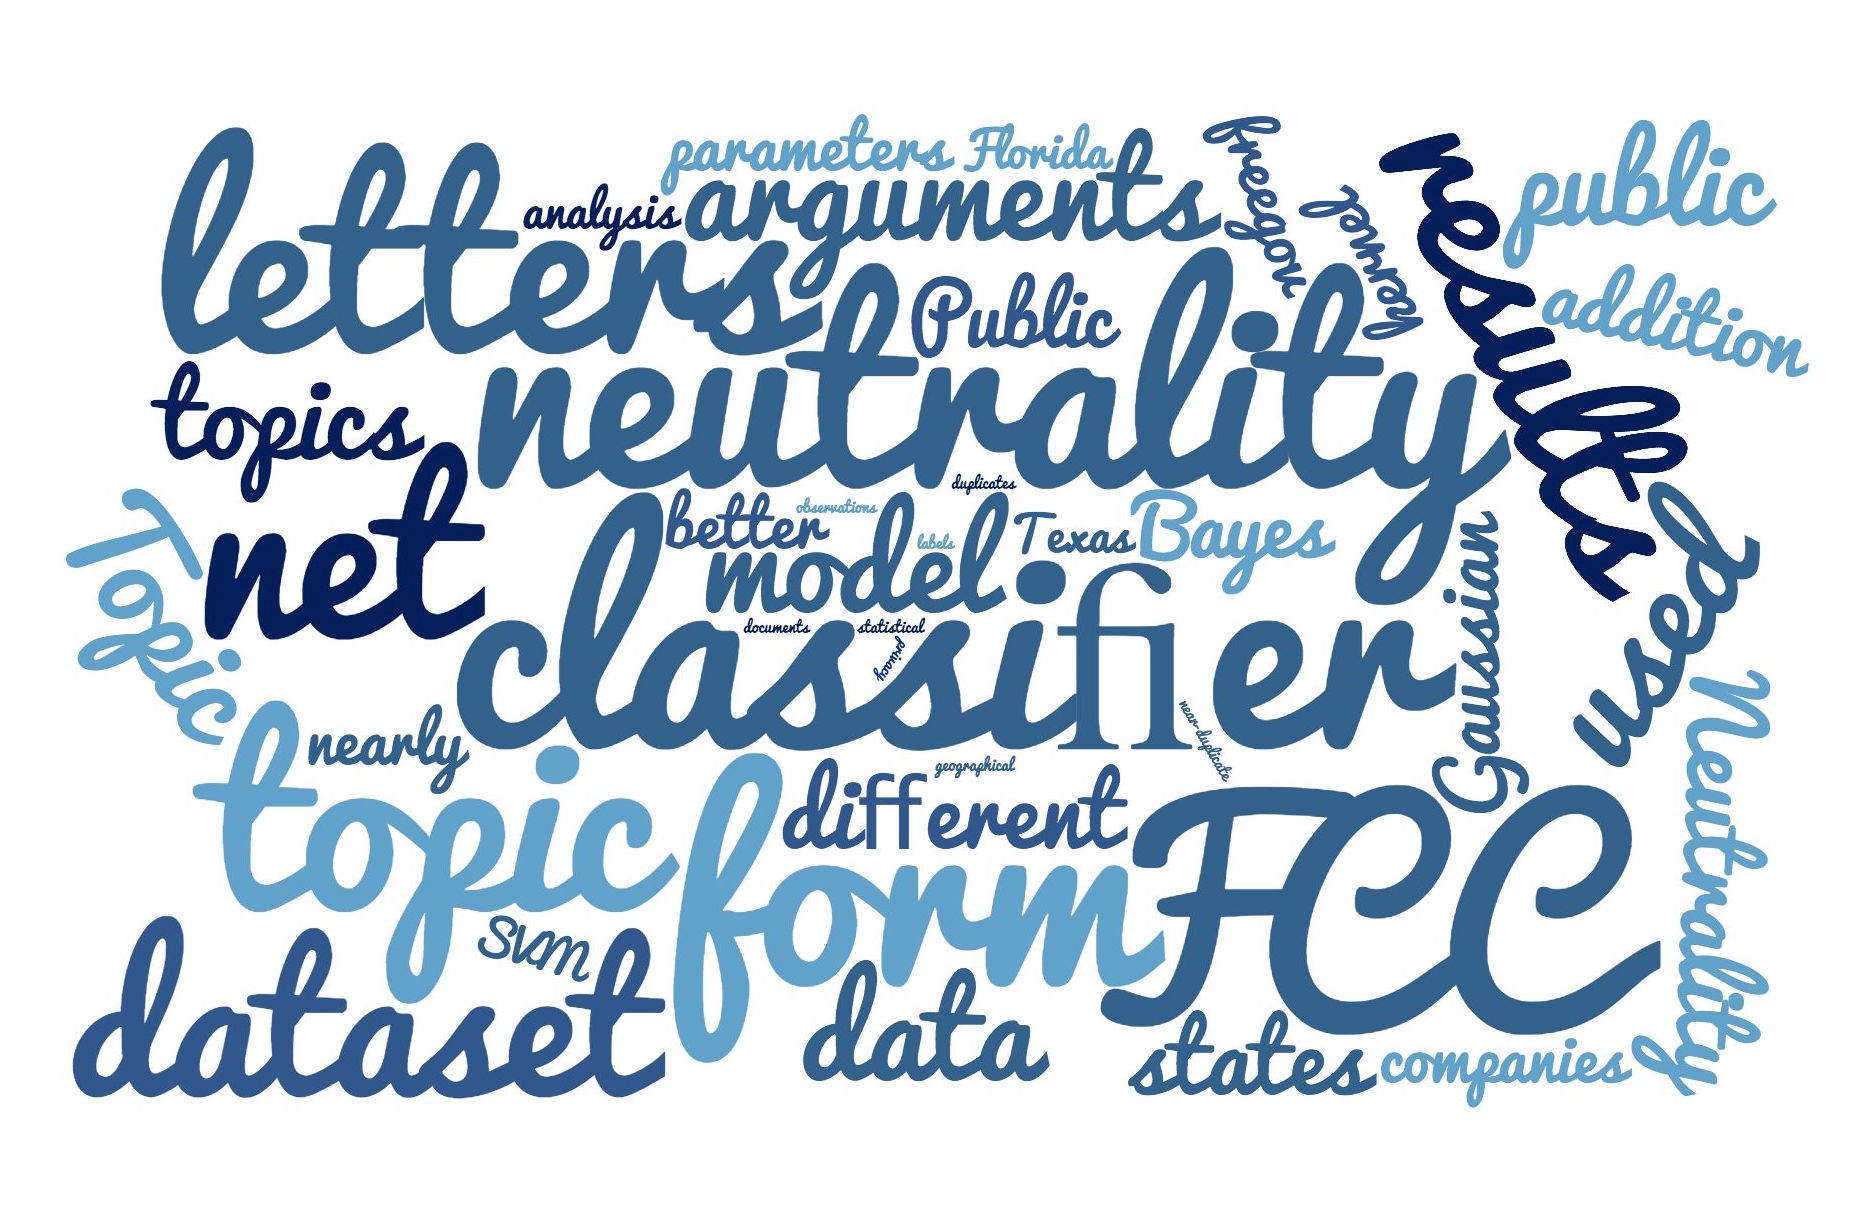 parameters
Florida
analysis
arguments
letters
freegov
kernel
results
public
addition
Public
neutrality
topics
net
duplicates
better
observations
model
labels
Texas
Bayes
Topic
classifier
documents
statistical
privacy
near-duplicate
Gaussian
used
Neutrality
nearly
topic
geographical
different
form
FCC
svm
dataset
data
states
companies